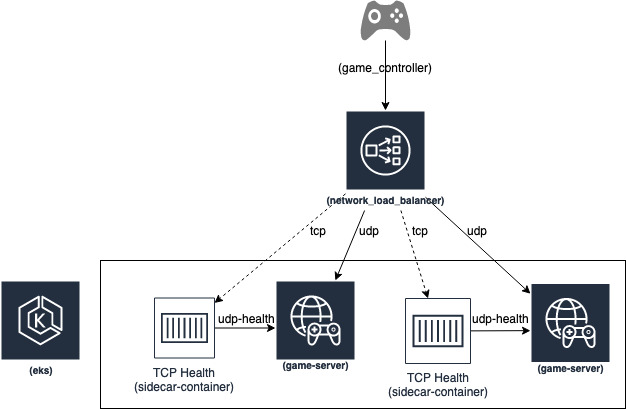 (game_controller)
(network_load_balancer)
tcp
udp
tcp
udp
udp-health
udp-health
(eks)
TCP Health
(sidecar-container)
(game-server)
TCP Health
(sidecar-container)
(game-server)
K